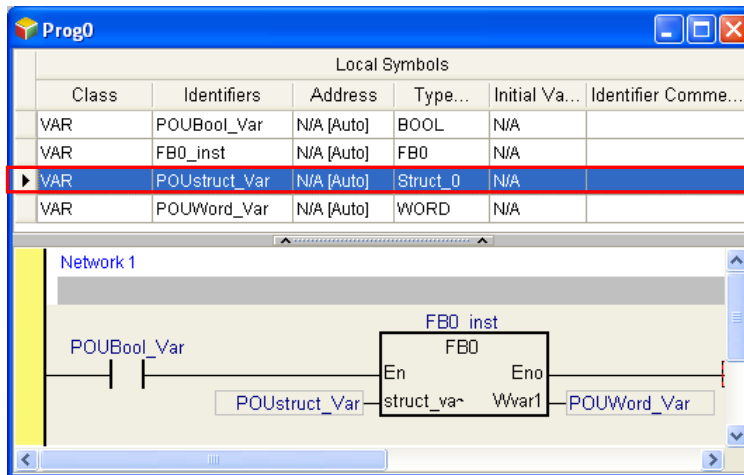 Prog0
Local Symbols
Class Identifiers Address Type... Initial Va... Identifier Comme...
VAR POUBool_Var N/A [Auto] BOOL N/A
VAR FB0_inst N/A [Auto] FB0 N/A
VAR POUstruct_Var N/A [Auto] Struct_0 N/A
VAR POUWord_Var N/A [Auto] WORD N/A
Network 1
FB0_inst
POUBool_Var FB0
En Eno
POUstruct_Var struct_va~ Wvar1 POUWord_Var